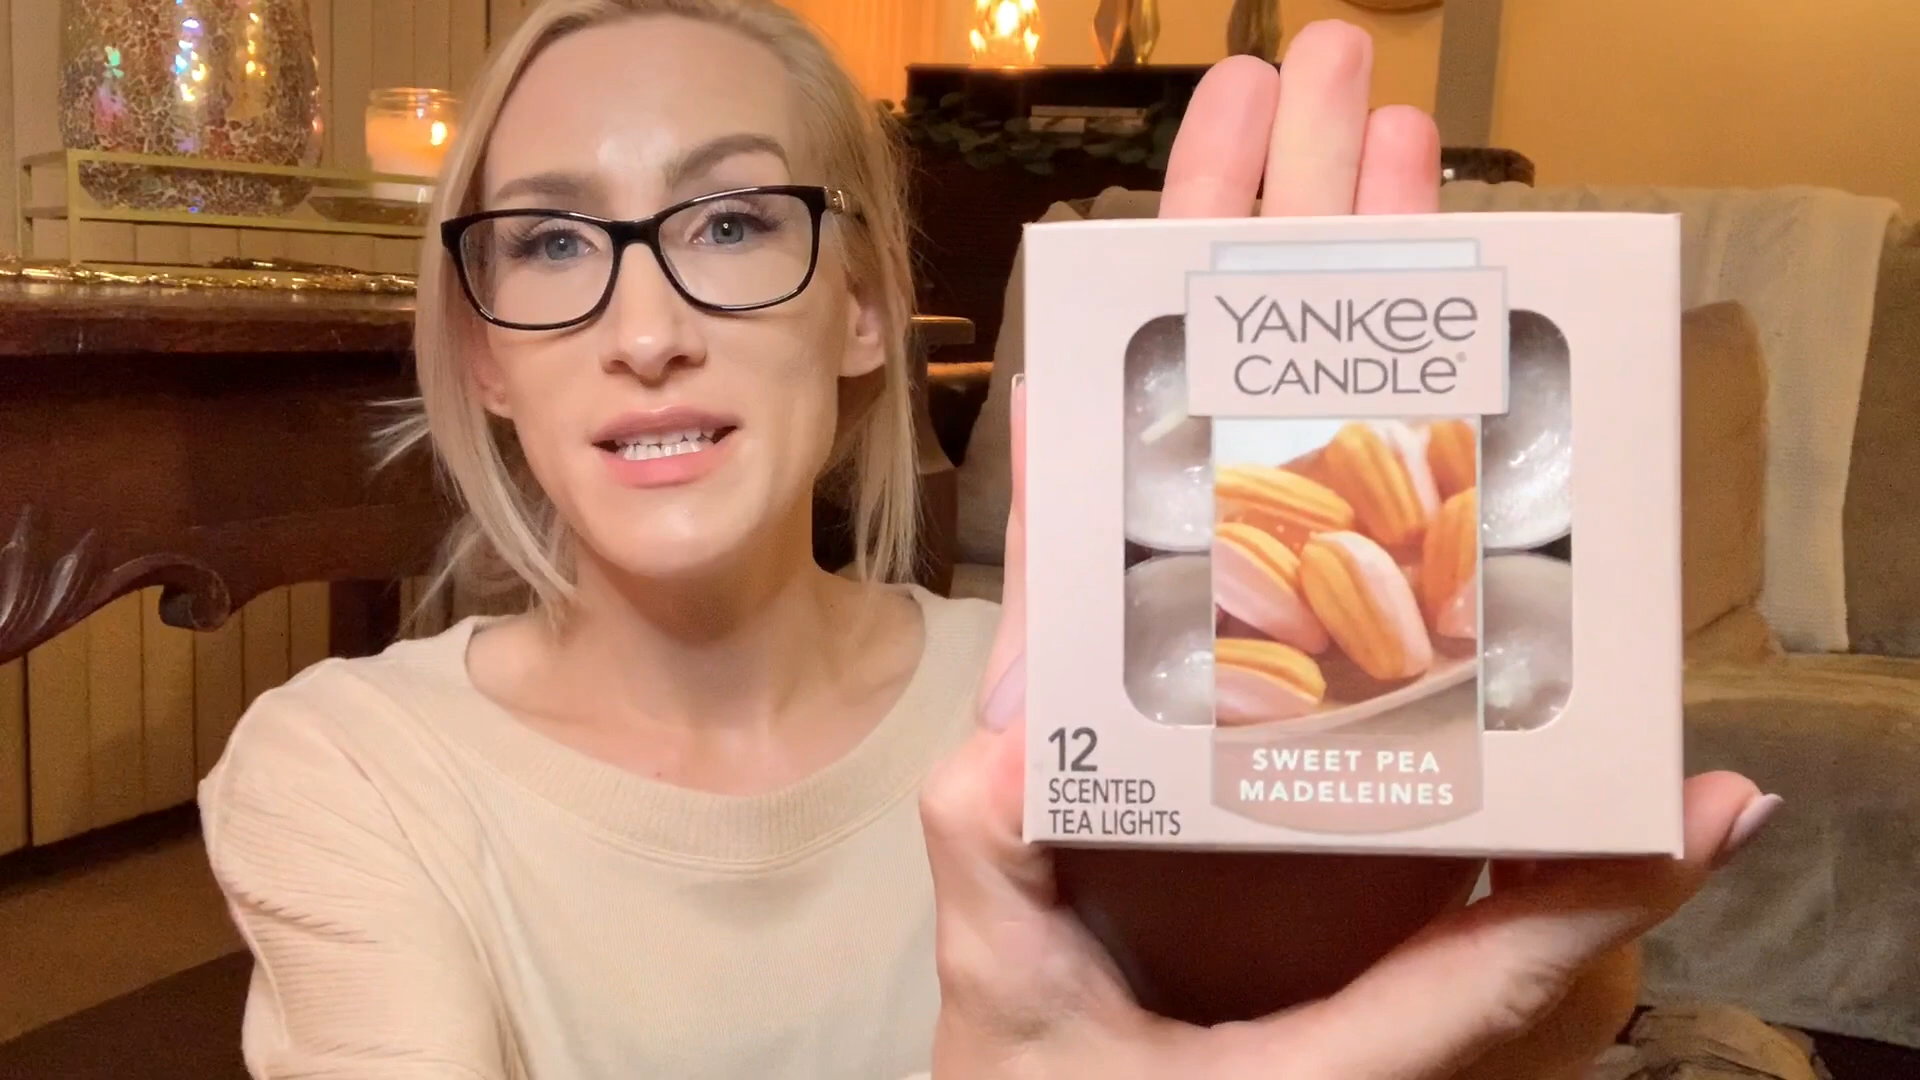 YANKEE
CANDLE®
12
SCENTED
TEA LIGHTS
SWEET PEA
MADELEINES